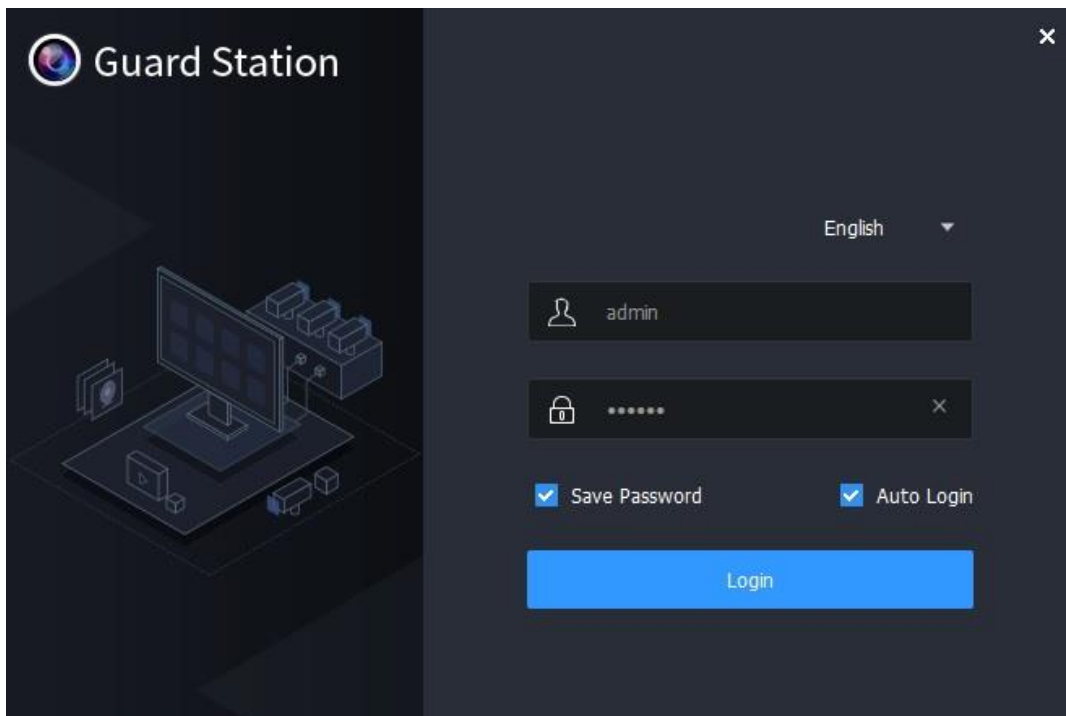 Guard Station
English
admin
••••••
Save Password
Auto Login
Login